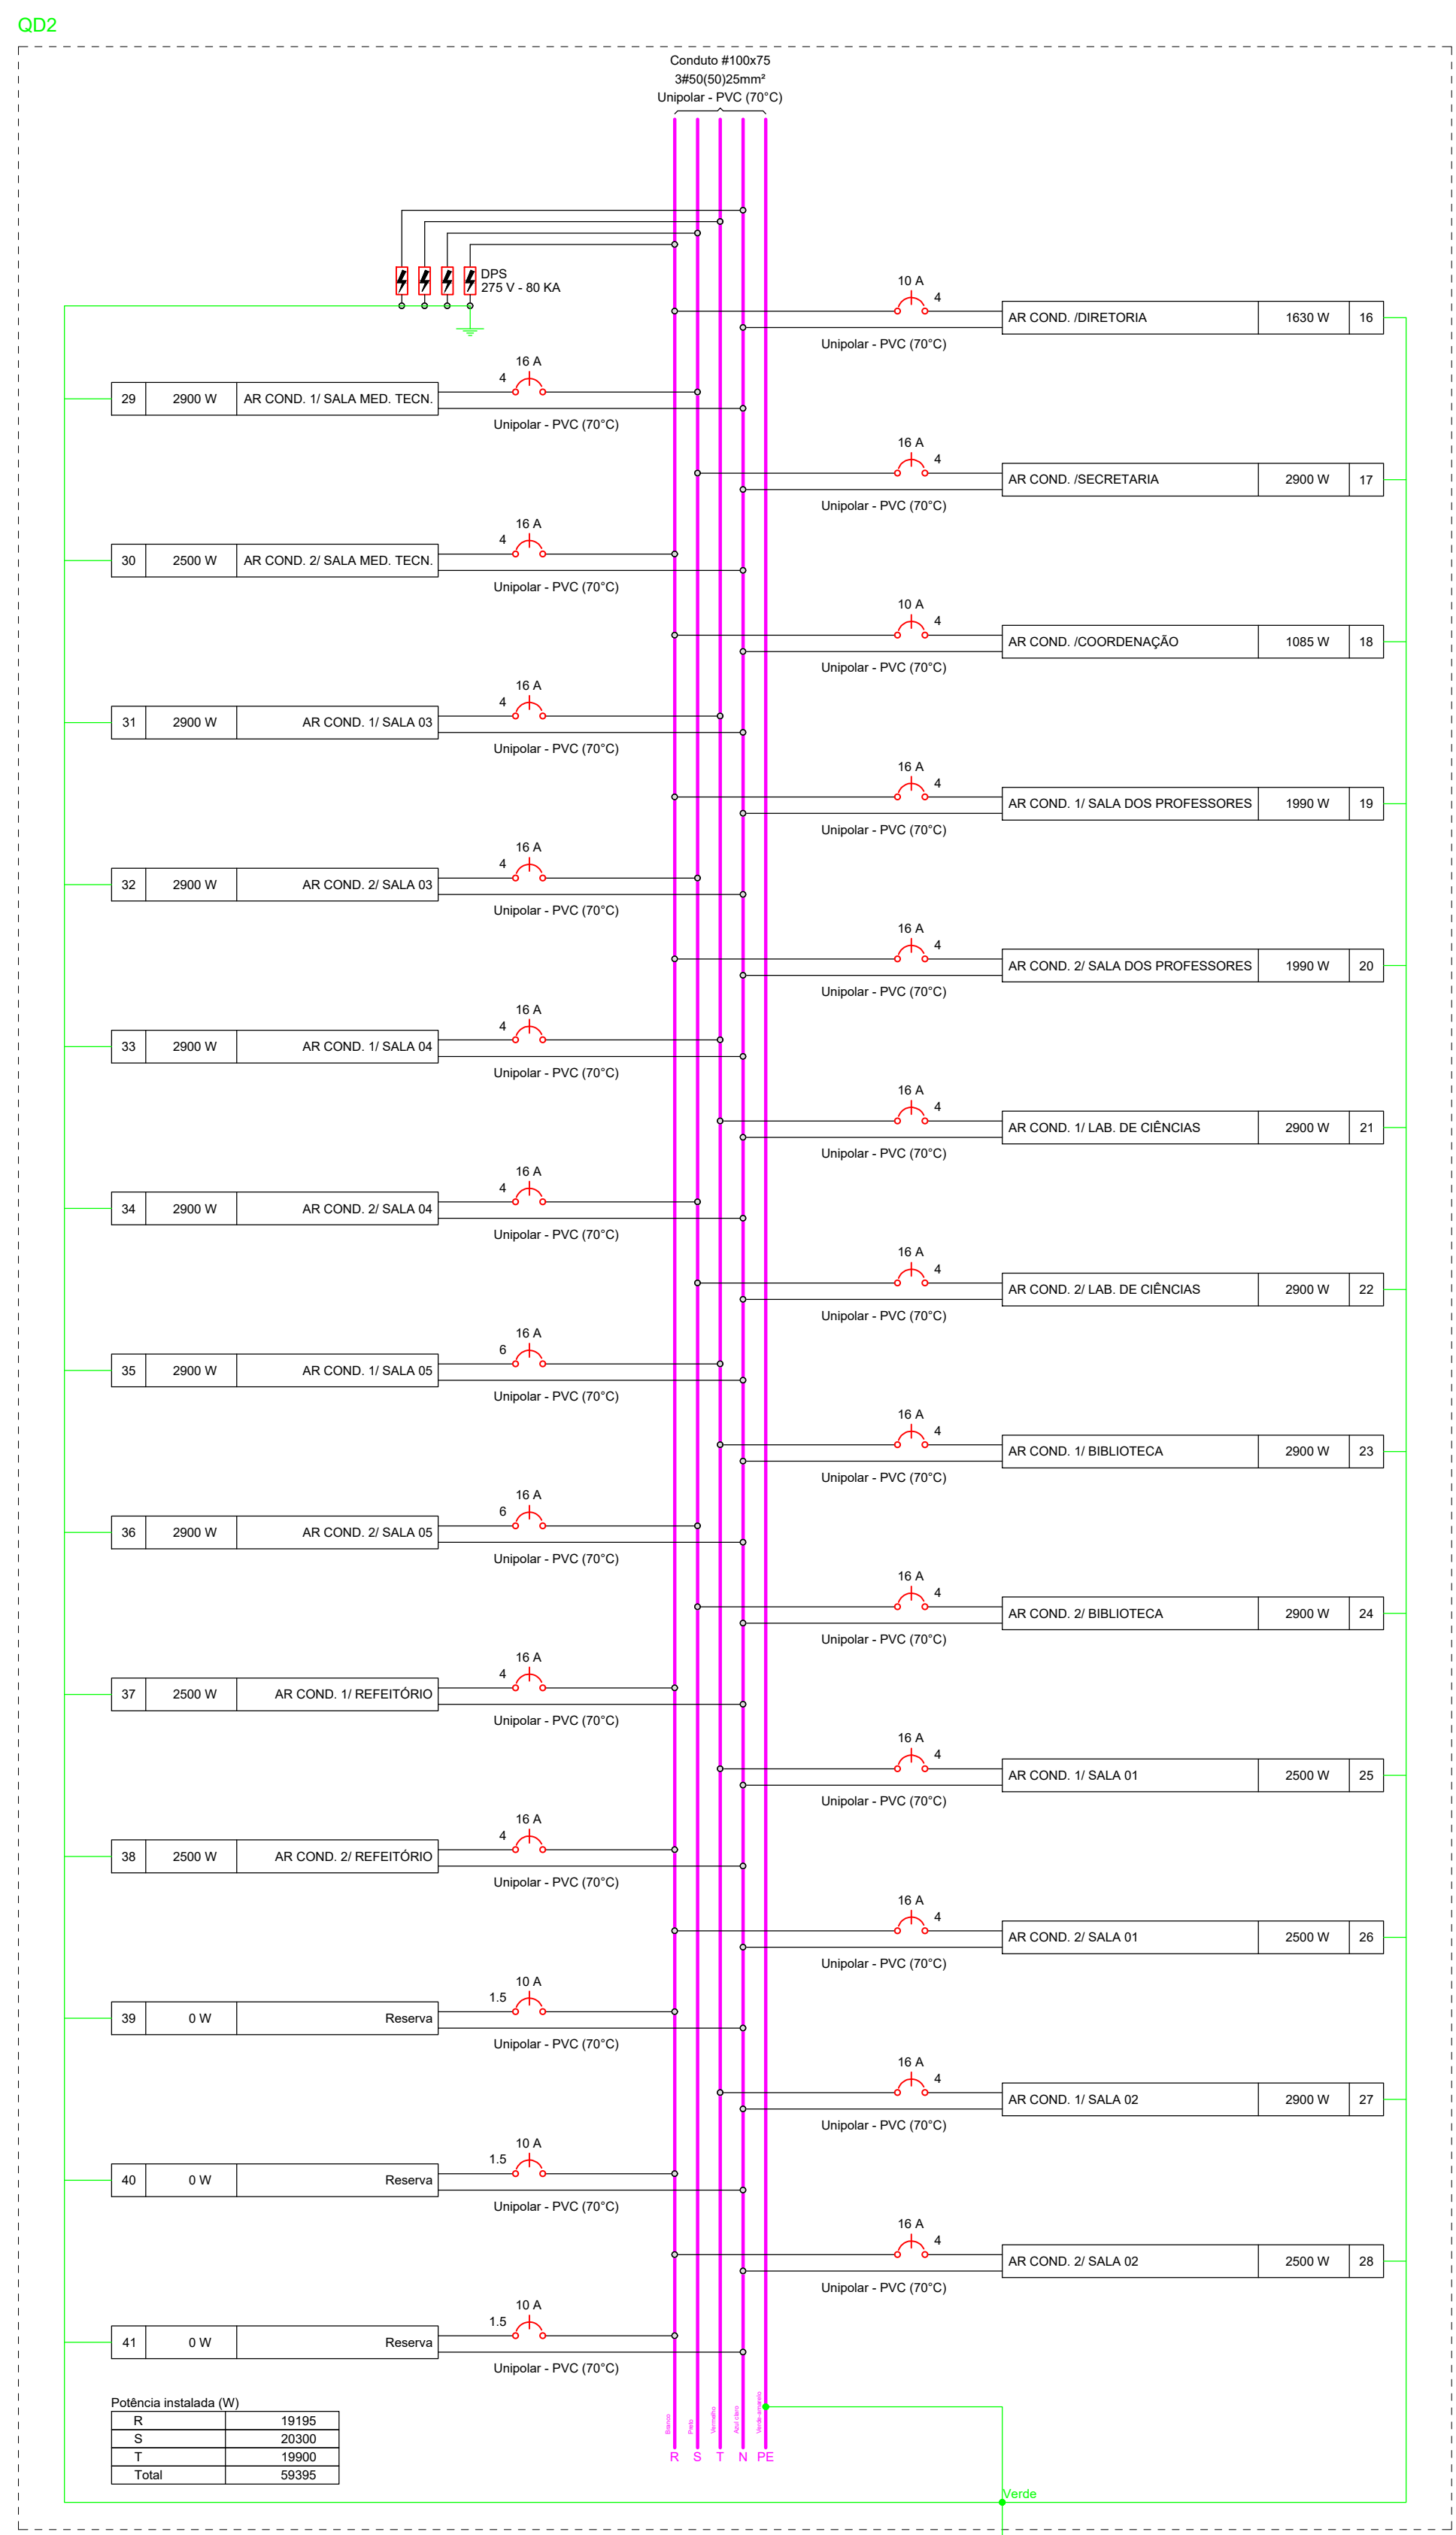 QD2
Conduto #100x75
3#50(50)25mm²
Unipolar - PVC (70°C)
DPS
275 V - 80 KA
10 A
4
AR COND. /DIRETORIA 1630 W 16
Unipolar - PVC (70°C)
16 A
4
29 2900 W AR COND. 1/ SALA MED. TECN.
Unipolar - PVC (70°C)
16 A
4
AR COND. /SECRETARIA 2900 W 17
Unipolar - PVC (70°C)
16 A
4
30 2500 W AR COND. 2/ SALA MED. TECN.
Unipolar - PVC (70°C)
10 A
4
AR COND. /COORDENAÇÃO 1085 W 18
Unipolar - PVC (70°C)
16 A
4
31 2900 W AR COND. 1/ SALA 03
Unipolar - PVC (70°C)
16 A
4
AR COND. 1/ SALA DOS PROFESSORES 1990 W 19
Unipolar - PVC (70°C)
16 A
4
32 2900 W AR COND. 2/ SALA 03
Unipolar - PVC (70°C)
16 A
4
AR COND. 2/ SALA DOS PROFESSORES 1990 W 20
Unipolar - PVC (70°C)
16 A
4
33 2900 W AR COND. 1/ SALA 04
Unipolar - PVC (70°C)
16 A
4
AR COND. 1/ LAB. DE CIÊNCIAS 2900 W 21
Unipolar - PVC (70°C)
16 A
4
34 2900 W AR COND. 2/ SALA 04
Unipolar - PVC (70°C)
16 A
4
AR COND. 2/ LAB. DE CIÊNCIAS 2900 W 22
Unipolar - PVC (70°C)
16 A
6
35 2900 W AR COND. 1/ SALA 05
Unipolar - PVC (70°C)
16 A
4
AR COND. 1/ BIBLIOTECA 2900 W 23
Unipolar - PVC (70°C)
16 A
6
36 2900 W AR COND. 2/ SALA 05
Unipolar - PVC (70°C)
16 A
4
AR COND. 2/ BIBLIOTECA 2900 W 24
Unipolar - PVC (70°C)
16 A
4
37 2500 W AR COND. 1/ REFEITÓRIO
Unipolar - PVC (70°C)
16 A
4
AR COND. 1/ SALA 01 2500 W 25
Unipolar - PVC (70°C)
16 A
4
38 2500 W AR COND. 2/ REFEITÓRIO
Unipolar - PVC (70°C)
16 A
4
AR COND. 2/ SALA 01 2500 W 26
Unipolar - PVC (70°C)
10 A
1.5
39 0 W Reserva
Unipolar - PVC (70°C)
16 A
4
AR COND. 1/ SALA 02 2900 W 27
Unipolar - PVC (70°C)
10 A
1.5
40 0 W Reserva
Unipolar - PVC (70°C)
16 A
4
AR COND. 2/ SALA 02 2500 W 28
Unipolar - PVC (70°C)
10 A
1.5
41 0 W Reserva
Unipolar - PVC (70°C)
Potência instalada (W)
R 19195
S 20300
T 19900
Total 59395
Branco
Preto
Vermelho
Azul claro
Verde-amarelo
R S T N PE
Verde